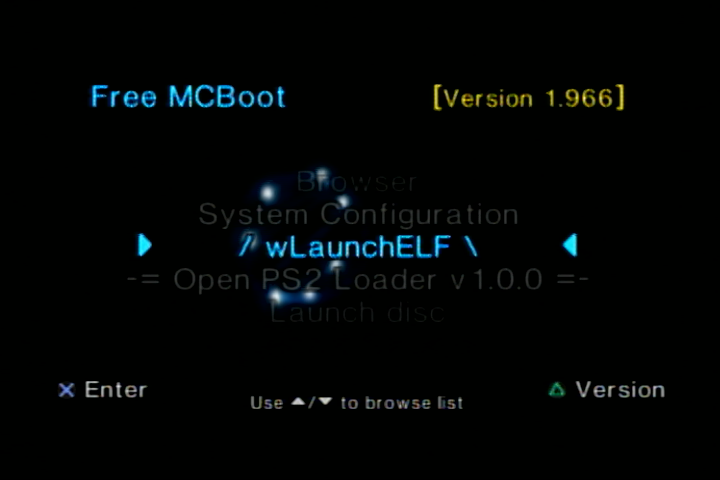 Free MCBoot [Version 1.966]
Browser
System Configuration
// wLaunchELF \
-= Open PS2 Loader v1.0.0 =-
Launch disc
Enter Use ▲/▼ to browse list Version